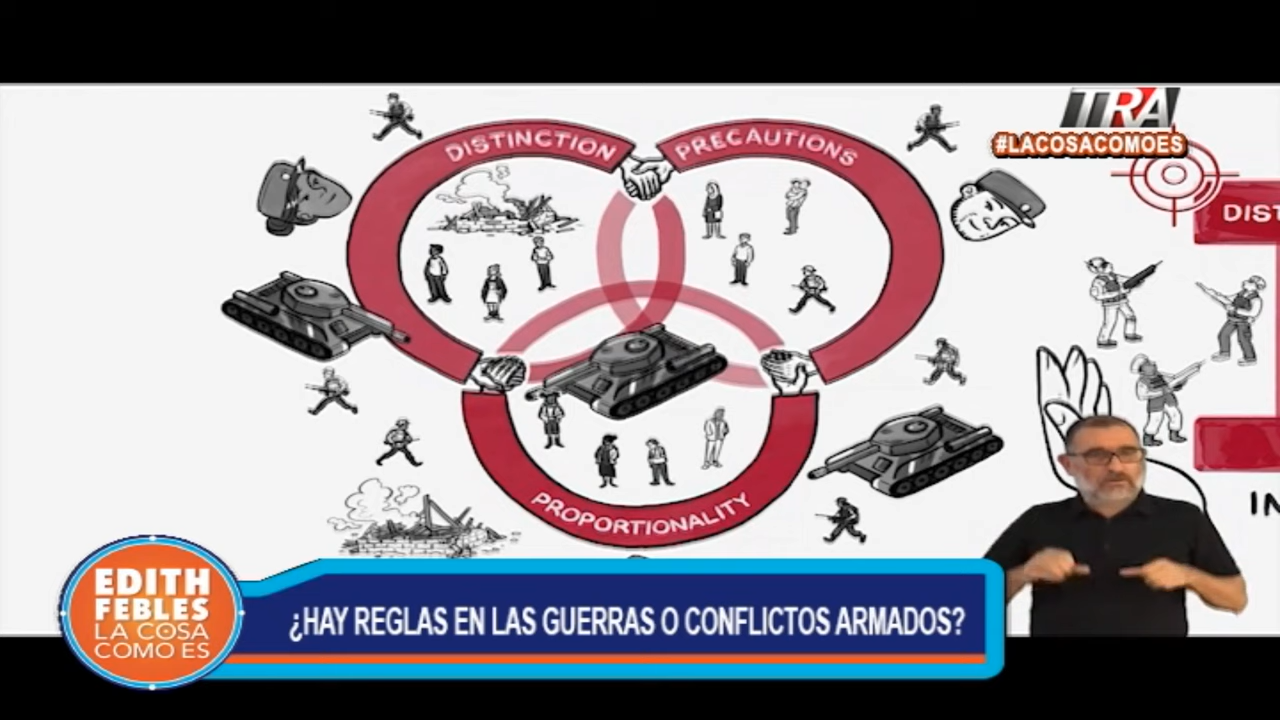 DISTINCTION
PRECAUTIONS
TRA
#LACOSACOMOES
DIST
PROPORTIONALITY
IN
EDITH
FEBLES
LA COSA
COMO ES
¿HAY REGLAS EN LAS GUERRAS O CONFLICTOS ARMADOS?